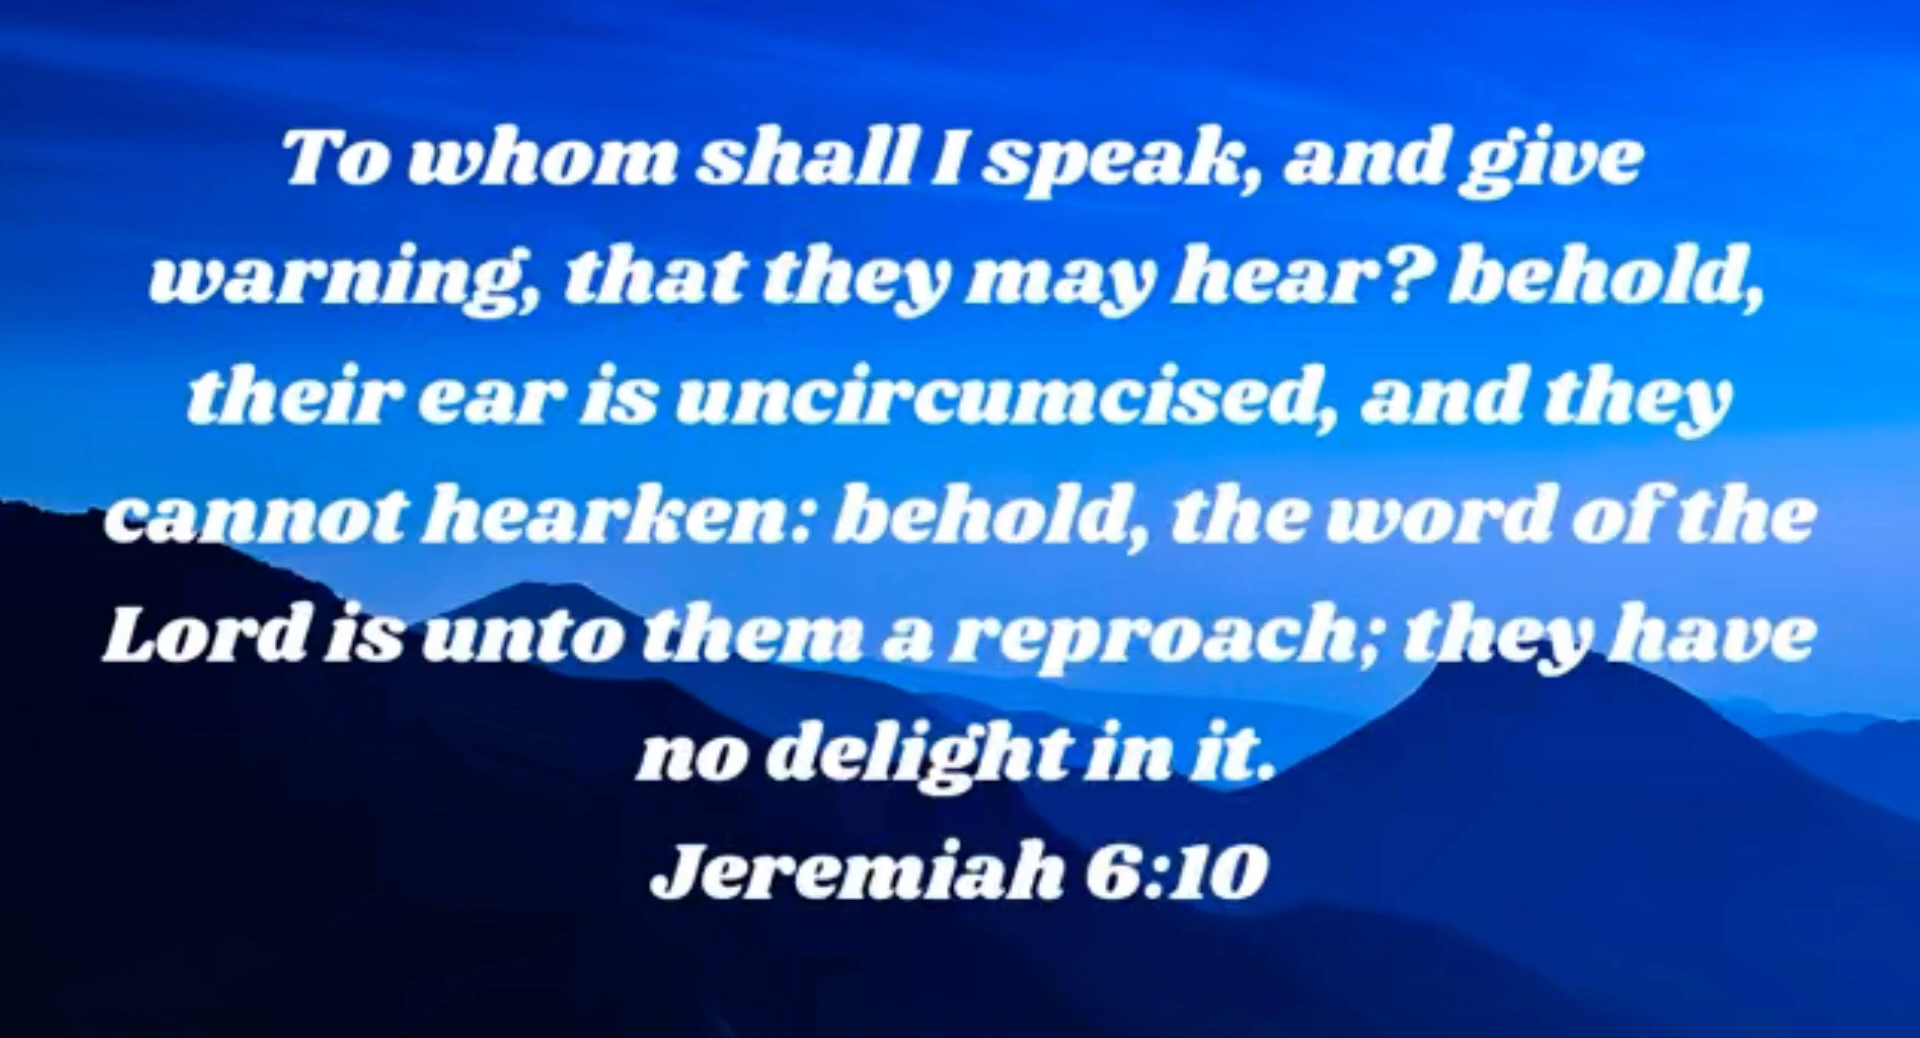 To whom shall I speak, and give
warning, that they may hear? behold,
their ear is uncircumcised, and they
cannot hearken: behold, the word of the
Lord is unto them a reproach; they have
no delight in it.
Jeremiah 6:10